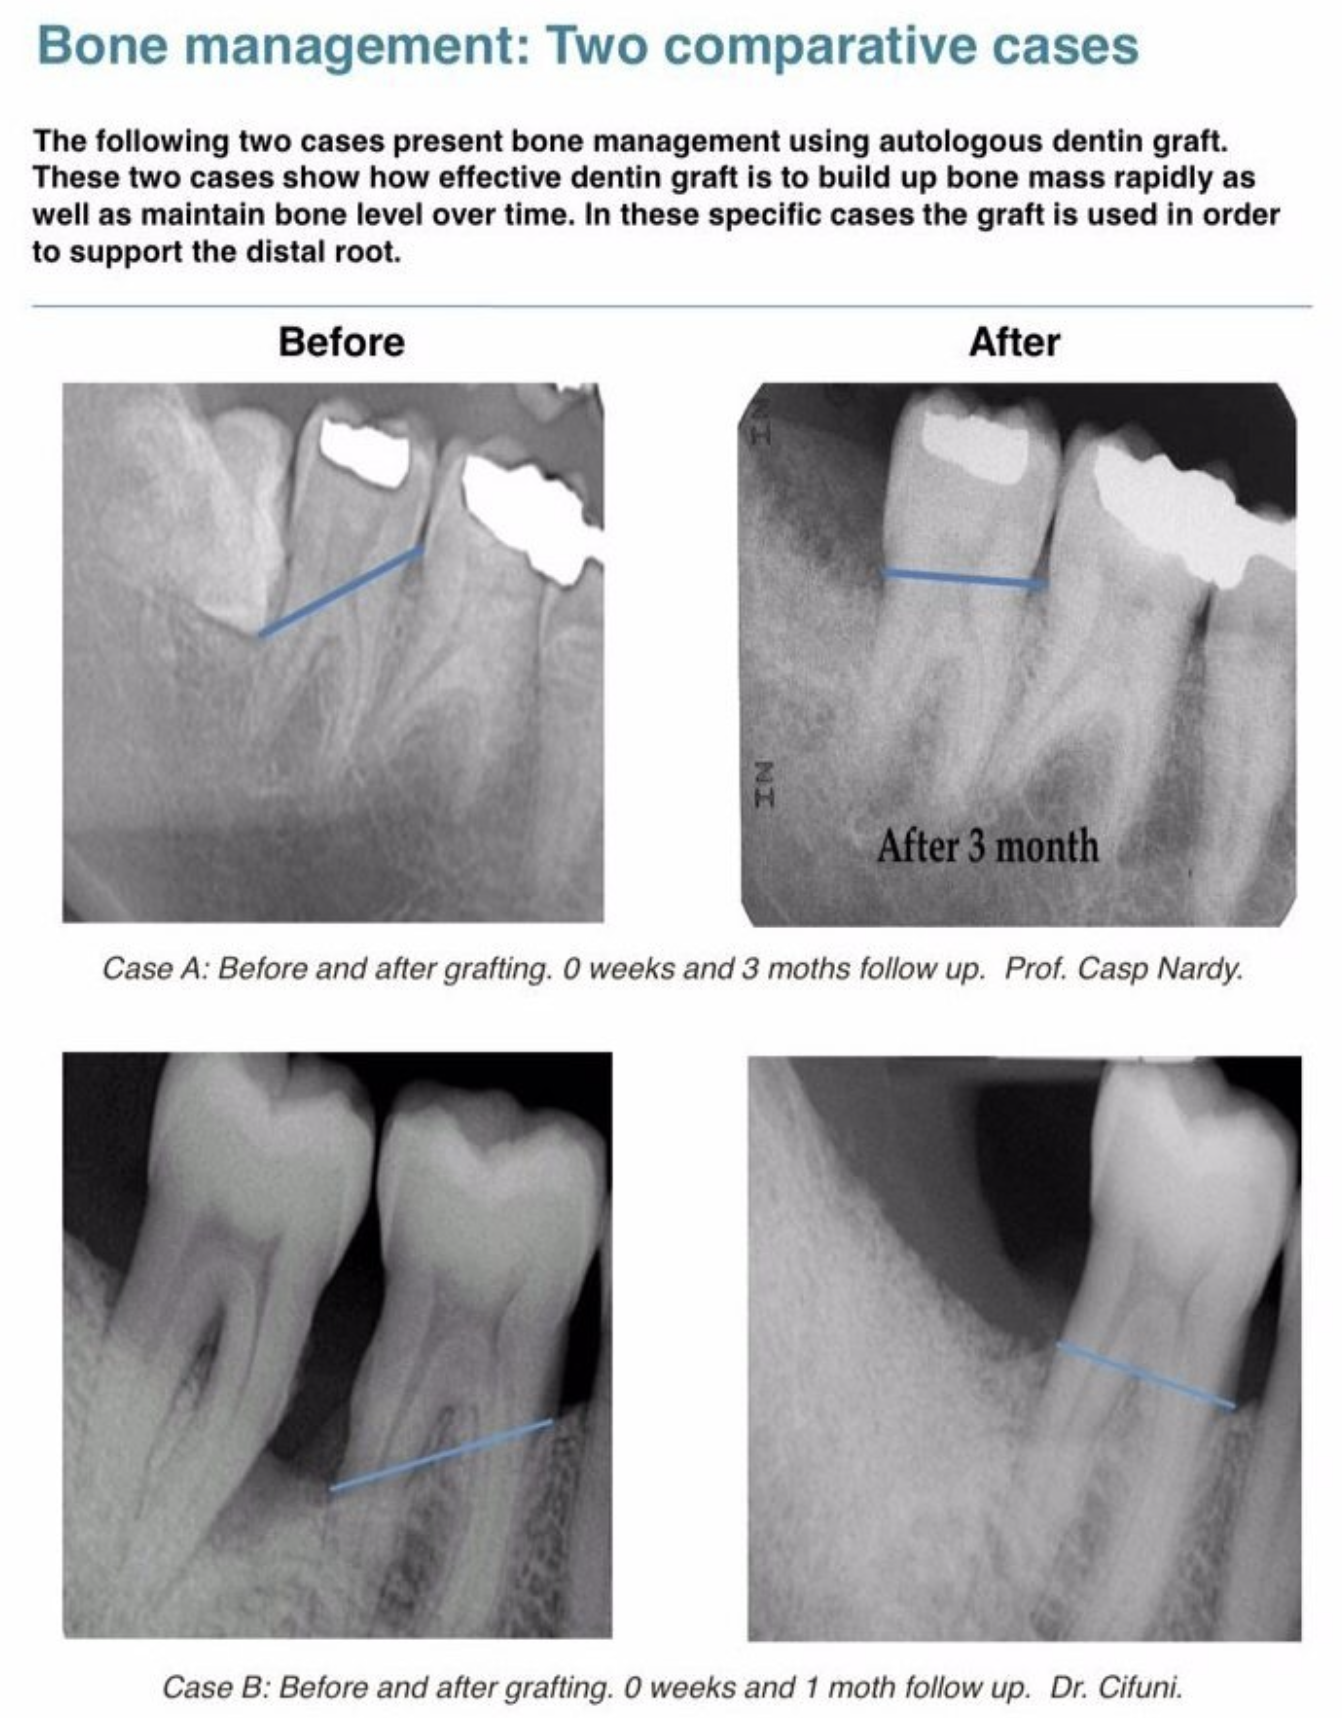 Bone management: Two comparative cases
The following two cases present bone management using autologous dentin graft.
These two cases show how effective dentin graft is to build up bone mass rapidly as
well as maintain bone level over time. In these specific cases the graft is used in order
to support the distal root.
Before
After
IN
IN
After 3 month
Case A: Before and after grafting. 0 weeks and 3 moths follow up. Prof. Casp Nardy.
Case B: Before and after grafting. 0 weeks and 1 moth follow up. Dr. Cifuni.